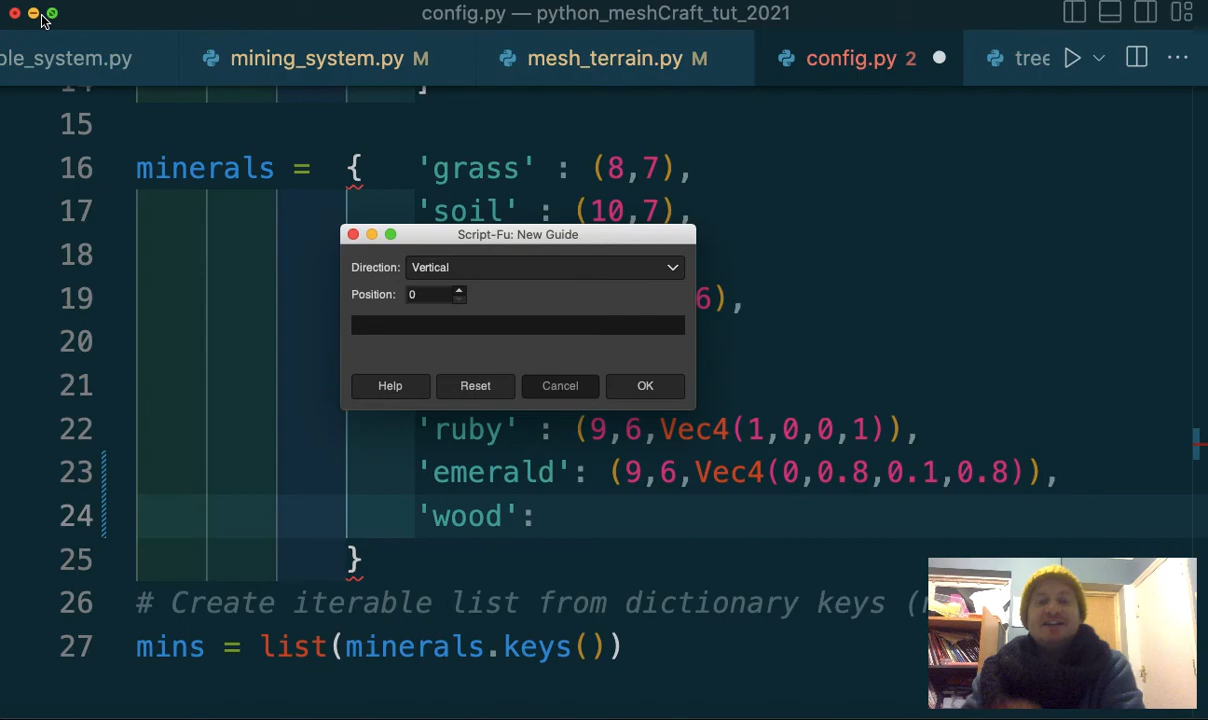 config.py — python_meshCraft_tut_2021
ble_system.py mining_system.py M mesh_terrain.py M config.py 2 tree
15
16 minerals = { 'grass' : (8,7),
17 'soil' : (10,7),
18
Script-Fu: New Guide
Direction: Vertical
19 6),
Position: 0
20
21
Help Reset Cancel OK
22 'ruby' : (9,6,Vec4(1,0,0,1)),
23 'emerald': (9,6,Vec4(0,0.8,0.1,0.8)),
24 'wood':
25 }
26 # Create iterable list from dictionary keys (
27 mins = list(minerals.keys())